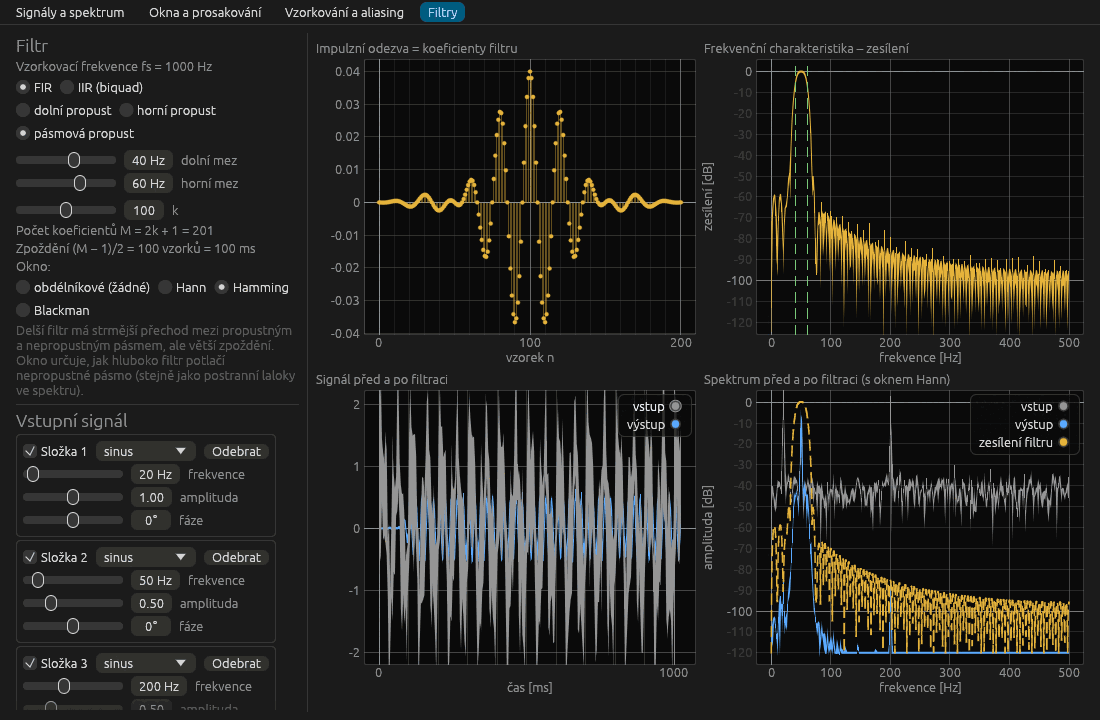 Signály a spektrum  Okna a prosakování  Vzorkování a aliasing  Filtry
Filtr
Vzorkovací frekvence fs = 1000 Hz
FIR  IIR (biquad)
dolní propust  horní propust
pásmová propust
40 Hz  dolní mez
60 Hz  horní mez
100  k
Počet koeficientů M = 2k + 1 = 201
Zpoždění (M − 1)/2 = 100 vzorků = 100 ms
Okno:
obdélníkové (žádné)  Hann  Hamming
Blackman
Delší filtr má strmější přechod mezi propustným
a nepropustným pásmem, ale větší zpoždění.
Okno určuje, jak hluboko filtr potlačí
nepropustné pásmo (stejně jako postranní laloky
ve spektru).
Vstupní signál
Složka 1  sinus  Odebrat
20 Hz  frekvence
1.00  amplituda
0°  fáze
Složka 2  sinus  Odebrat
50 Hz  frekvence
0.50  amplituda
0°  fáze
Složka 3  sinus  Odebrat
200 Hz  frekvence
0.50  amplituda
Impulzní odezva = koeficienty filtru
0.04
0.03
0.02
0.01
0
-0.01
-0.02
-0.03
-0.04
0  100  200
vzorek n
Frekvenční charakteristika – zesílení
zesílení [dB]
0
-10
-20
-30
-40
-50
-60
-70
-80
-90
-100
-110
-120
0  100  200  300  400  500
frekvence [Hz]
Signál před a po filtraci
vstup
výstup
2
1
0
-1
-2
0  1000
čas [ms]
Spektrum před a po filtraci (s oknem Hann)
vstup
výstup
zesílení filtru
amplituda [dB]
0
-10
-20
-30
-40
-50
-60
-70
-80
-90
-100
-110
-120
0  100  200  300  400  500
frekvence [Hz]